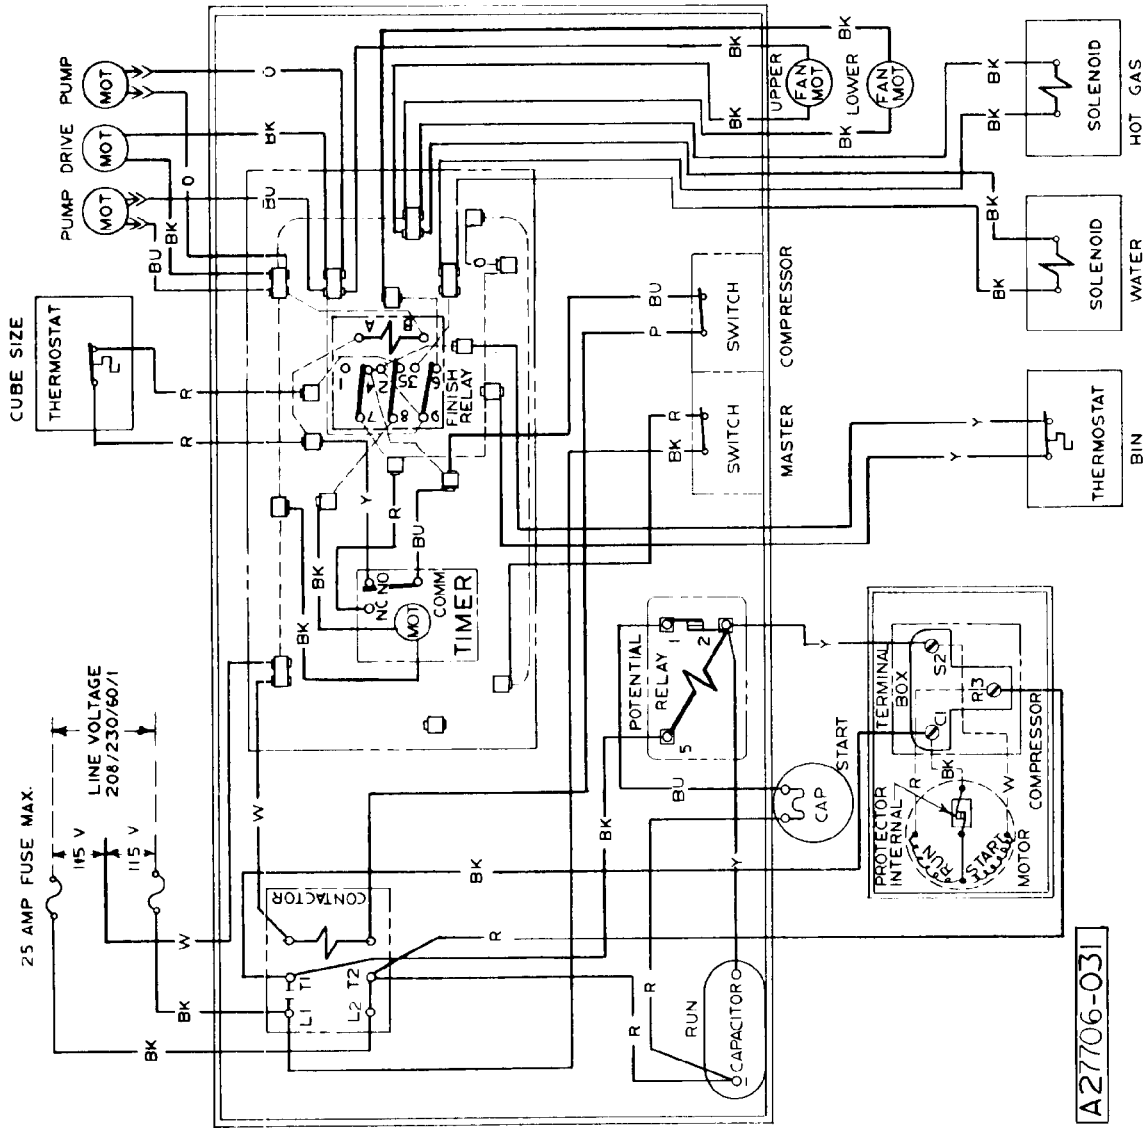 PUMP
MOT
DRIVE
MOT
PUMP
MOT
O
O
BK
BU
BK
BU
CUBE SIZE
THERMOSTAT
R
R
LINE VOLTAGE
208/230/60/1
25 AMP FUSE MAX.
115 V
115 V
W
BK
BK
W
CONTACTOR
T1
T2
L1
L2
BK
BK
R
R
R
BK
BU
Y
A
B
1
2
3
4
5
6
7
8
9
FINISH
RELAY
O
Y
R
BU
BK
BK
NC
NO
MOT
COMM
TIMER
BU
P
SWITCH
COMPRESSOR
R
BK
SWITCH
MASTER
BK
BK
BK
BK
UPPER
FAN
MOT
LOWER
FAN
MOT
BK
BK
SOLENOID
HOT GAS
BK
BK
SOLENOID
WATER
Y
Y
THERMOSTAT
BIN
POTENTIAL
RELAY
1
2
5
Y
START
CAP
RUN
CAPACITOR
TERMINAL
BOX
S2
R3
C1
R
BK
W
PROTECTOR
INTERNAL
RUN
START
MOTOR
COMPRESSOR
A27706-031